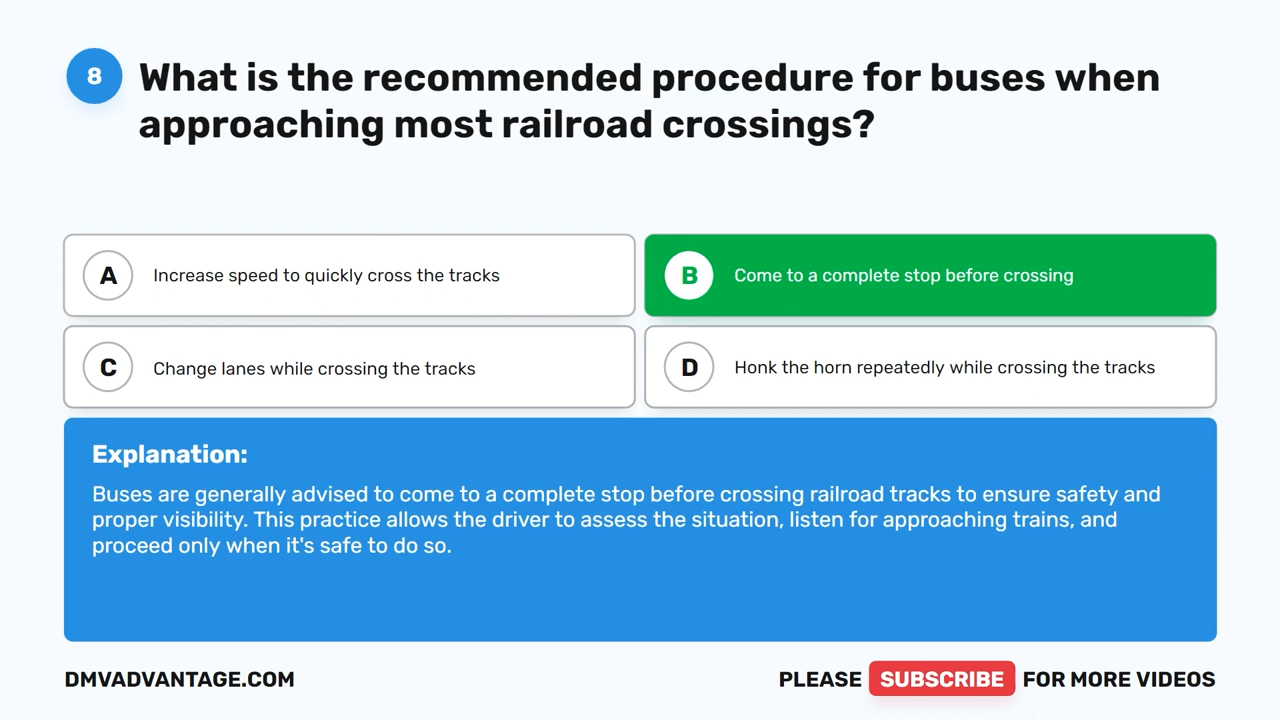 8
What is the recommended procedure for buses when
approaching most railroad crossings?
A
Increase speed to quickly cross the tracks
B
Come to a complete stop before crossing
C
Change lanes while crossing the tracks
D
Honk the horn repeatedly while crossing the tracks
Explanation:
Buses are generally advised to come to a complete stop before crossing railroad tracks to ensure safety and
proper visibility. This practice allows the driver to assess the situation, listen for approaching trains, and
proceed only when it's safe to do so.
DMVADVANTAGE.COM
PLEASE SUBSCRIBE FOR MORE VIDEOS